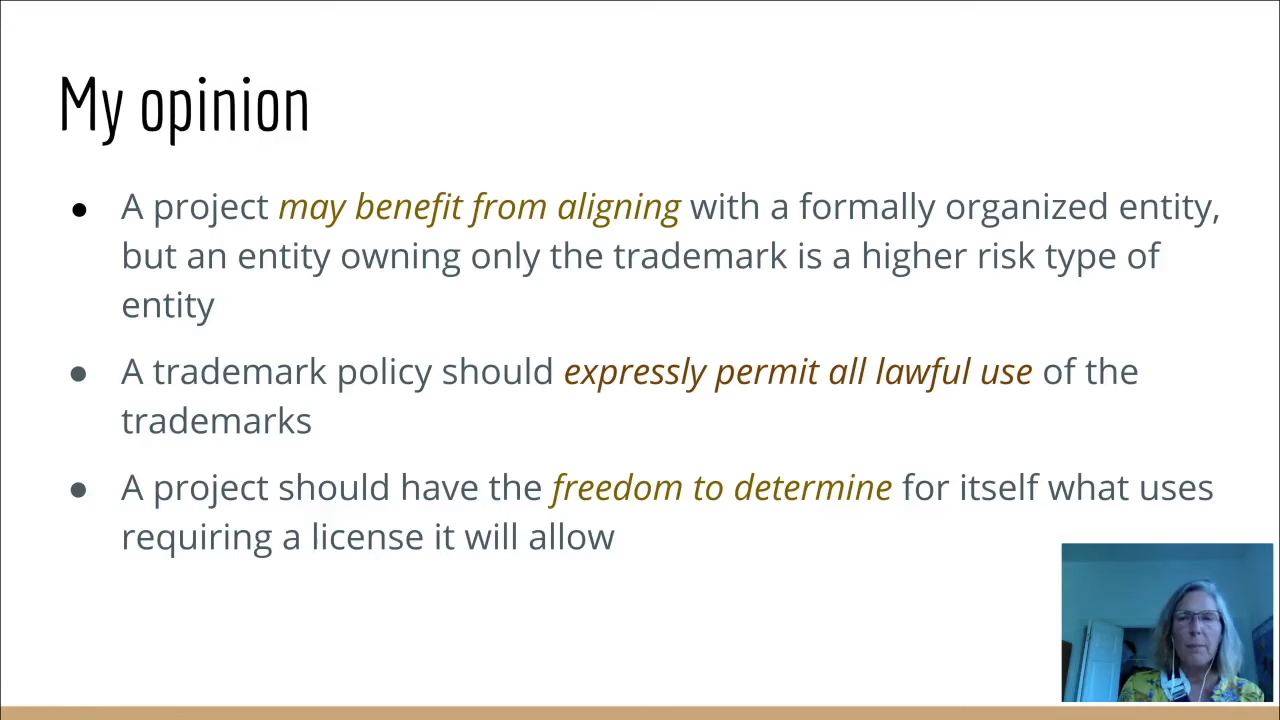 My opinion
● A project may benefit from aligning with a formally organized entity,
but an entity owning only the trademark is a higher risk type of
entity
● A trademark policy should expressly permit all lawful use of the
trademarks
● A project should have the freedom to determine for itself what uses
requiring a license it will allow